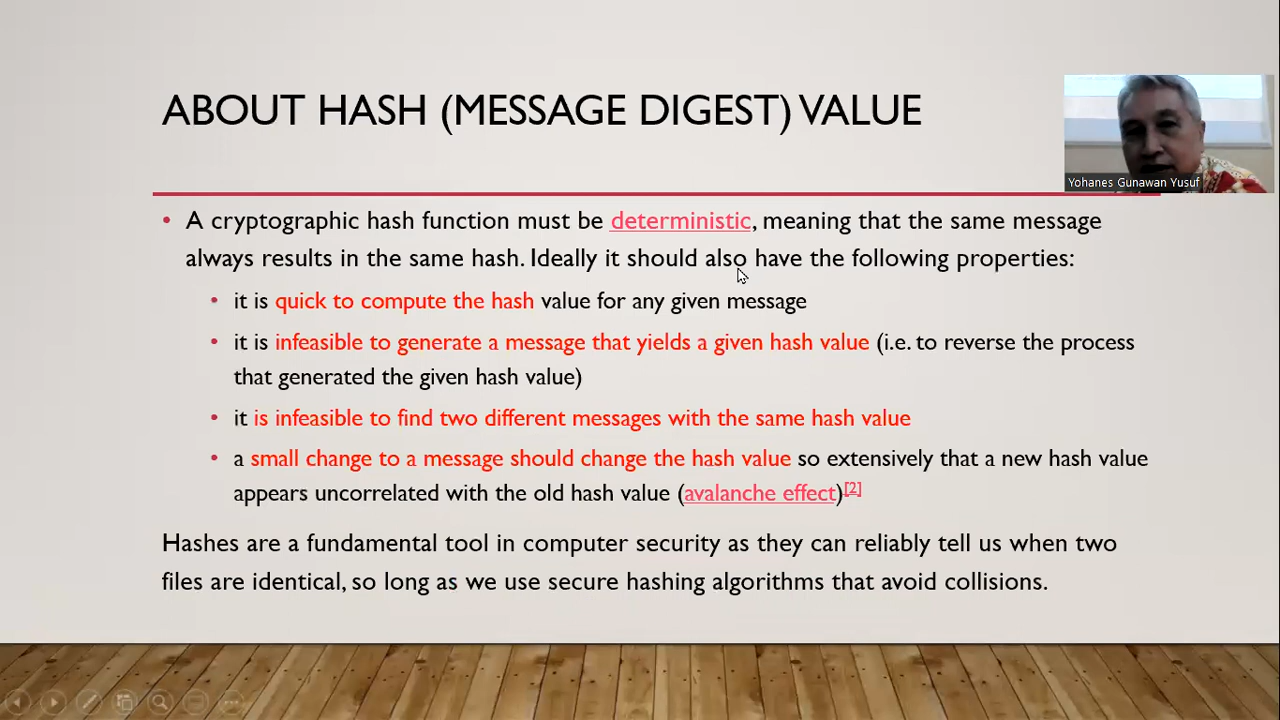 ABOUT HASH (MESSAGE DIGEST) VALUE
Yohanes Gunawan Yusuf
• A cryptographic hash function must be deterministic, meaning that the same message
always results in the same hash. Ideally it should also have the following properties:
• it is quick to compute the hash value for any given message
• it is infeasible to generate a message that yields a given hash value (i.e. to reverse the process
that generated the given hash value)
• it is infeasible to find two different messages with the same hash value
• a small change to a message should change the hash value so extensively that a new hash value
appears uncorrelated with the old hash value (avalanche effect)[2]
Hashes are a fundamental tool in computer security as they can reliably tell us when two
files are identical, so long as we use secure hashing algorithms that avoid collisions.